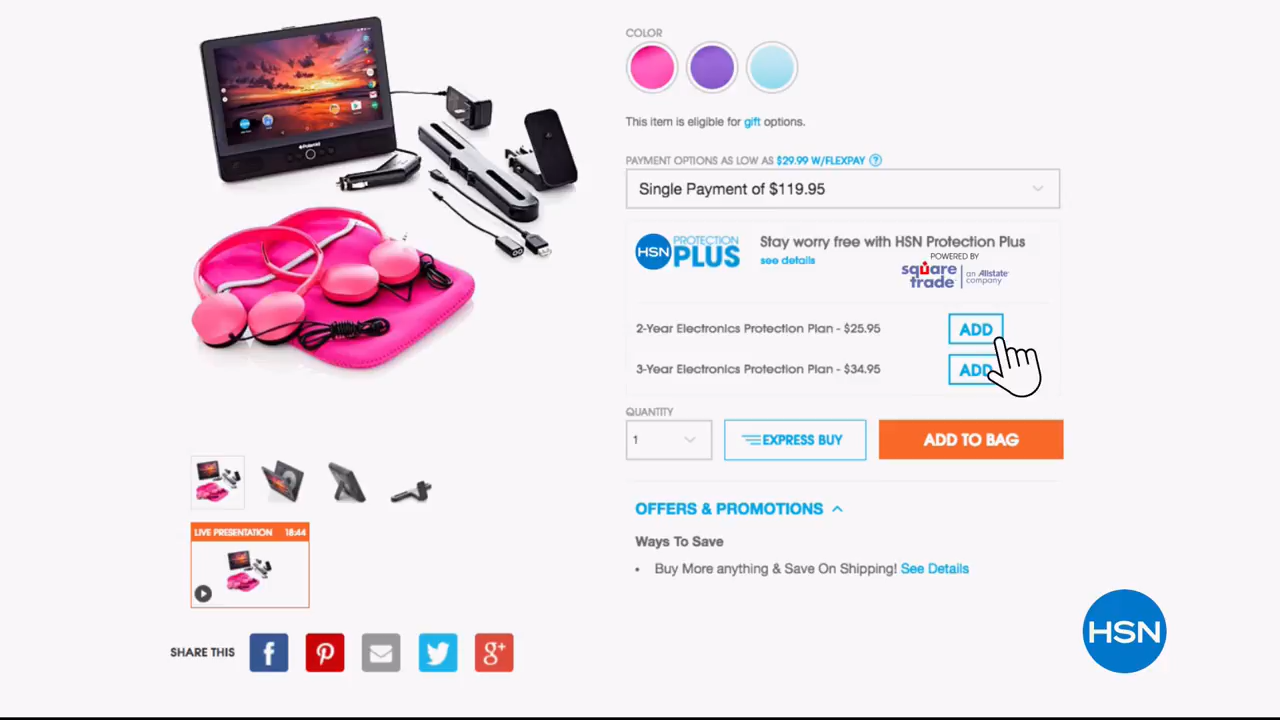 COLOR
This item is eligible for gift options.
PAYMENT OPTIONS AS LOW AS $29.99 W/FLEXPAY ?
Single Payment of $119.95
HSN PROTECTION PLUS
Stay worry free with HSN Protection Plus
see details
POWERED BY
square trade
an Allstate company
2-Year Electronics Protection Plan - $25.95
ADD
3-Year Electronics Protection Plan - $34.95
ADD
QUANTITY
1
EXPRESS BUY
ADD TO BAG
OFFERS & PROMOTIONS
Ways To Save
• Buy More anything & Save On Shipping! See Details
Polaroid
LIVE PRESENTATION 18:44
SHARE THIS
f
g+
HSN